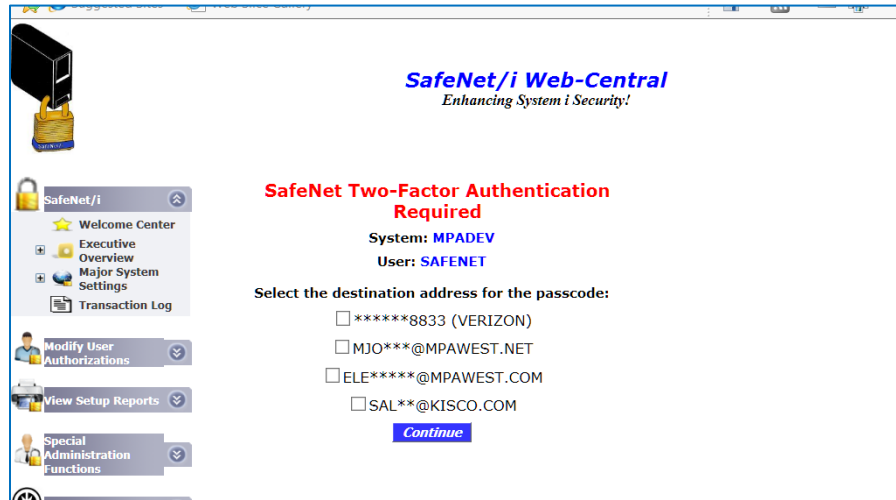 SafeNet/i Web-Central
Enhancing System i Security!
SafeNet/i
Welcome Center
Executive
Overview
Major System
Settings
Transaction Log
Modify User
Authorizations
View Setup Reports
Special
Administration
Functions
SafeNet Two-Factor Authentication
Required
System: MPADEV
User: SAFENET
Select the destination address for the passcode:
******8833 (VERIZON)
MJO***@MPAWEST.NET
ELE*****@MPAWEST.COM
SAL**@KISCO.COM
Continue